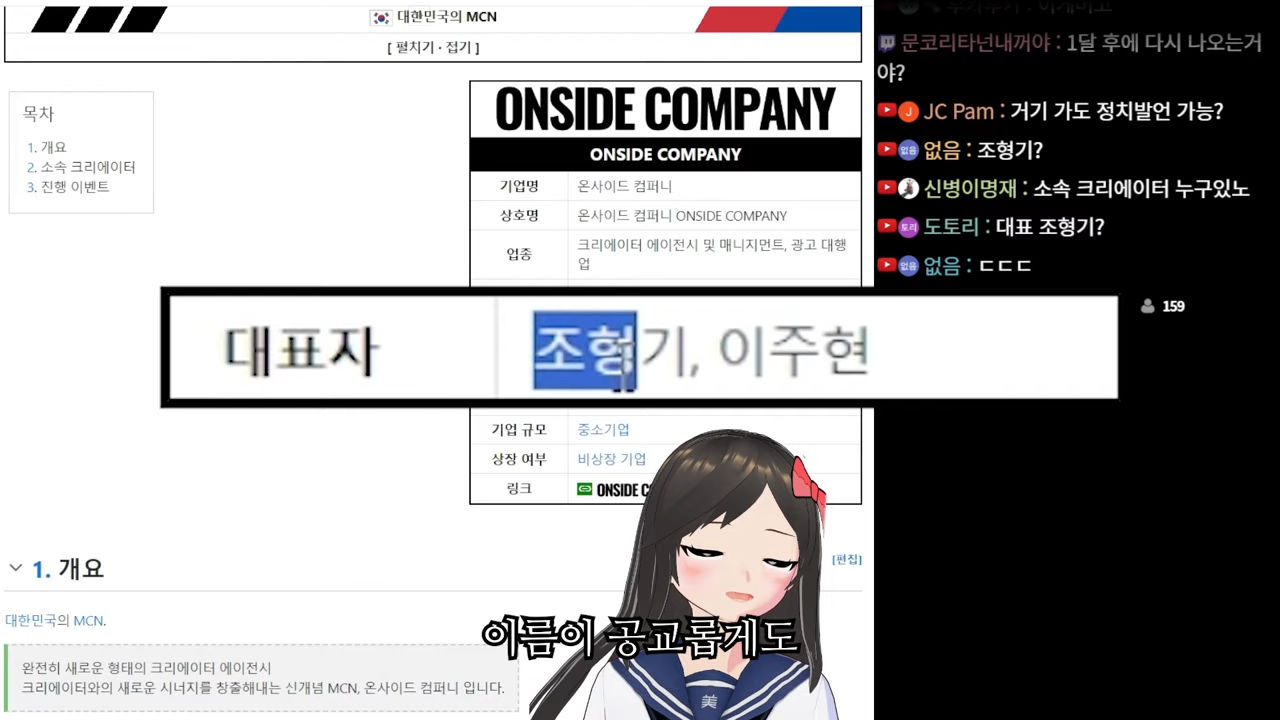 대한민국의 MCN
[ 펼치기 · 접기 ]
목차
1. 개요
2. 소속 크리에이터
3. 진행 이벤트
ONSIDE COMPANY
ONSIDE COMPANY
기업명 온사이드 컴퍼니
상호명 온사이드 컴퍼니 ONSIDE COMPANY
업종 크리에이터 에이전시 및 매니지먼트, 광고 대행
업
대표자 조형기, 이주현
기업 규모 중소기업
상장 여부 비상장 기업
링크 ONSIDE C
1. 개요
[편집]
대한민국의 MCN.
완전히 새로운 형태의 크리에이터 에이전시
크리에이터와의 새로운 시너지를 창출해내는 신개념 MCN, 온사이드 컴퍼니 입니다.
이름이 공교롭게도
美
문코리타넌내꺼야 : 1달 후에 다시 나오는거
야?
J JC Pam : 거기 가도 정치발언 가능?
없음 없음 : 조형기?
신병이명재 : 소속 크리에이터 누구있노
토리 도토리 : 대표 조형기?
없음 없음 : ㄷㄷㄷ
159